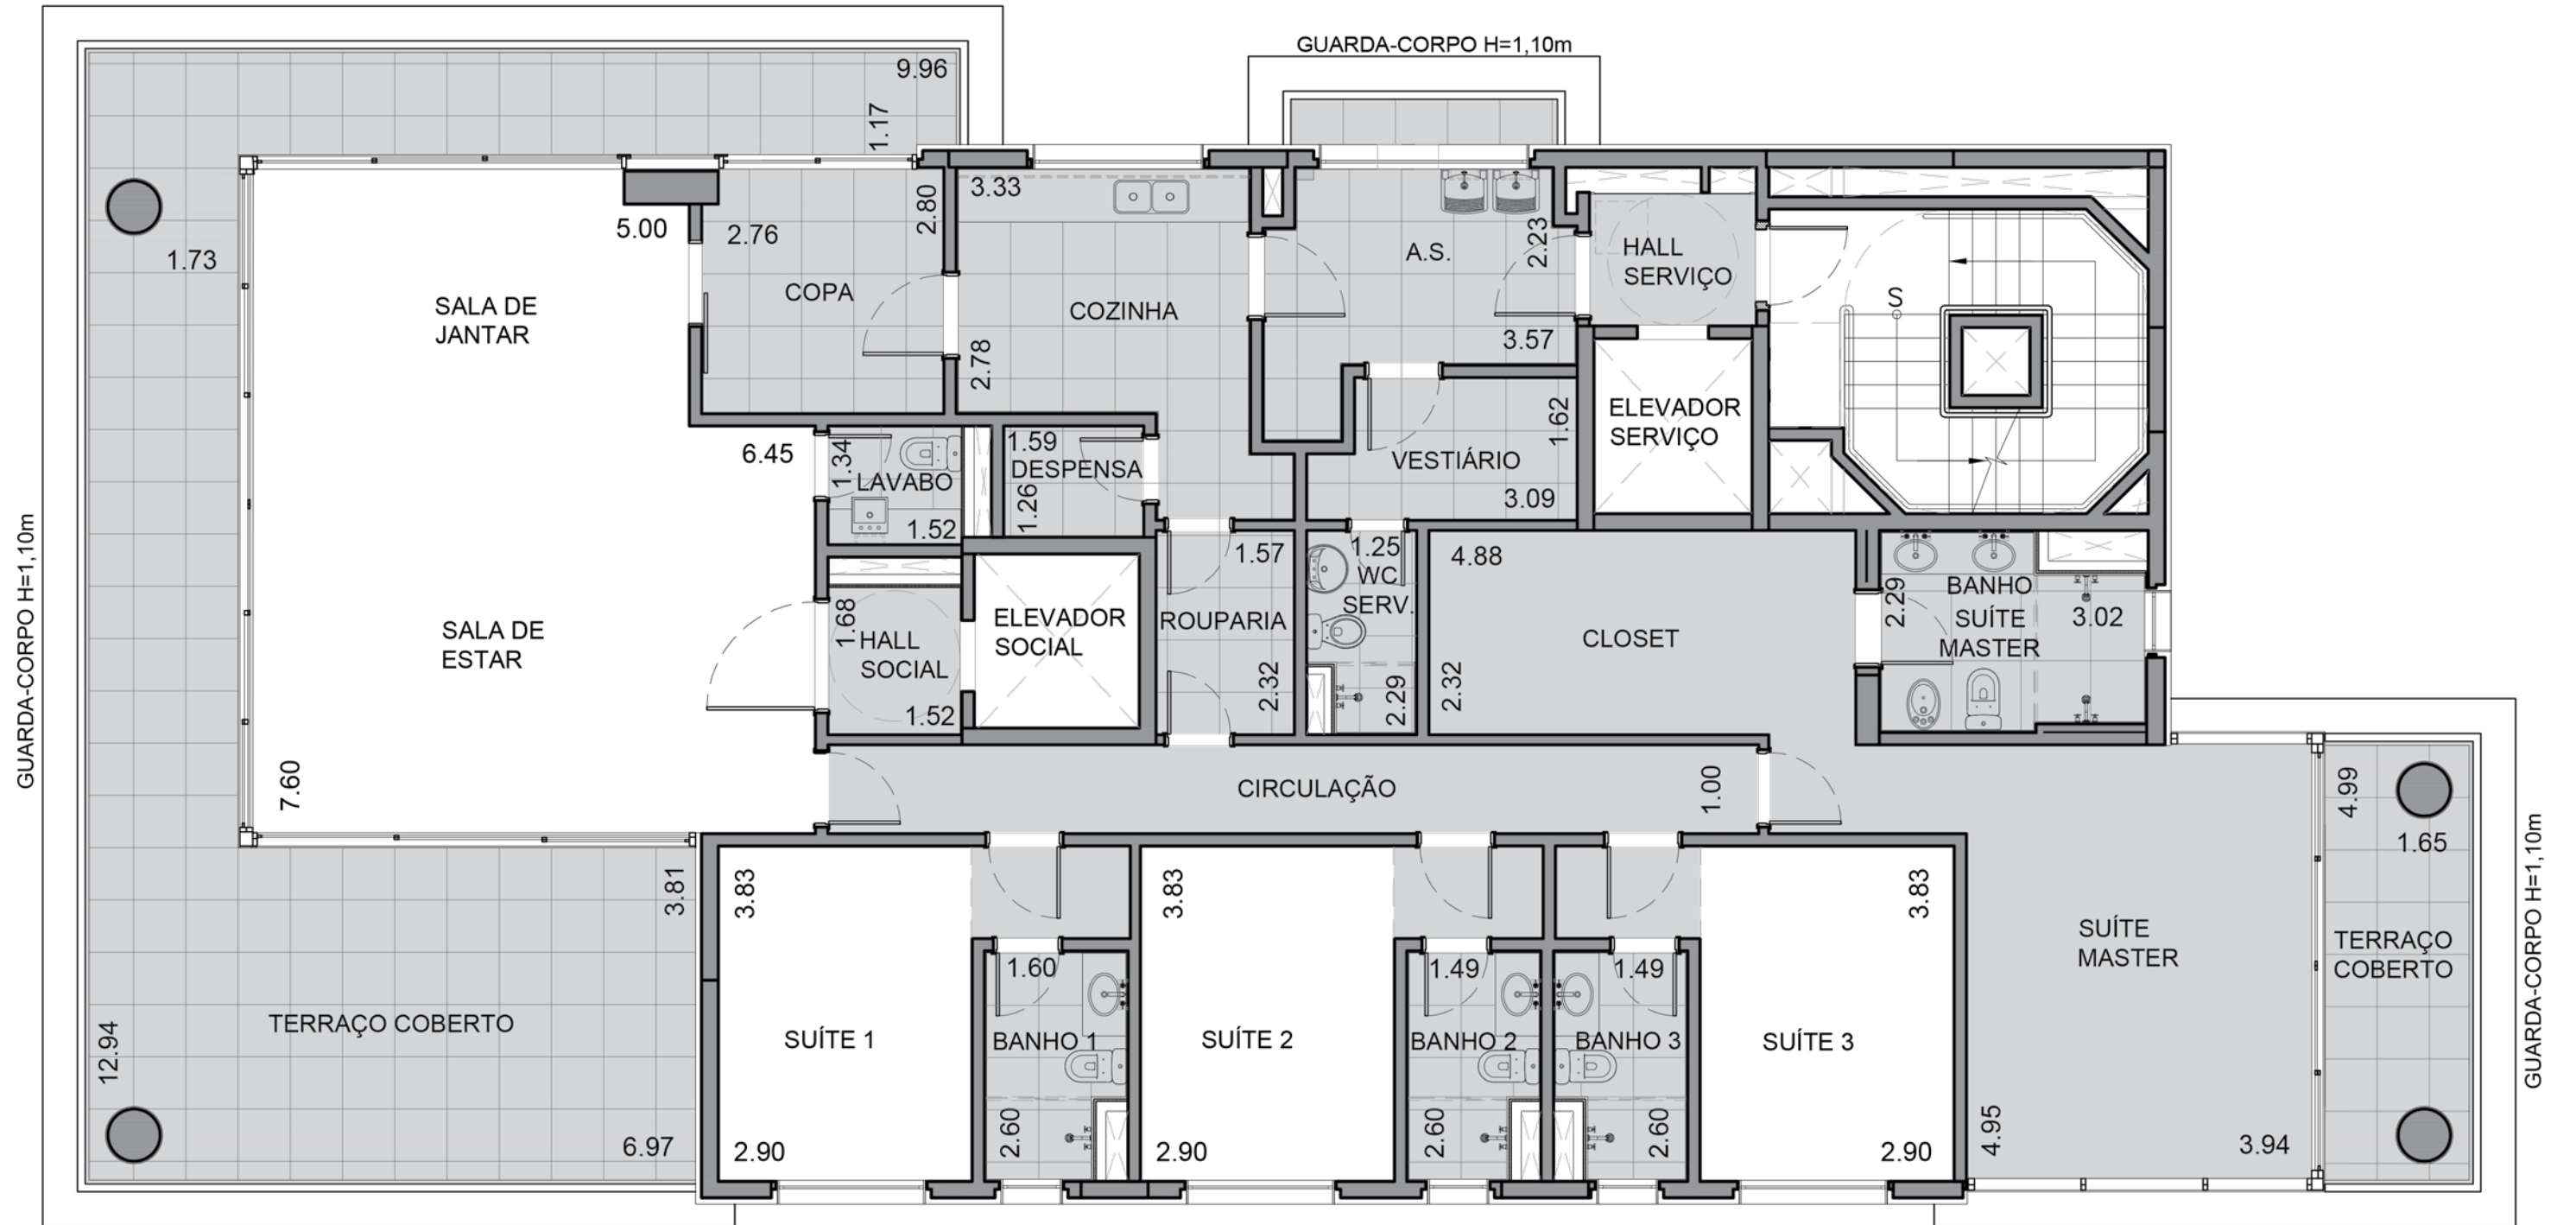 GUARDA-CORPO H=1,10m
9.96
1.17
1.73
5.00
SALA DE
JANTAR
2.76
2.80
COPA
3.33
COZINHA
2.78
A.S.
2.23
3.57
HALL
SERVIÇO
S
ELEVADOR
SERVIÇO
6.45
1.34
LAVABO
1.52
1.59
DESPENSA
1.26
VESTIÁRIO
1.62
3.09
GUARDA-CORPO H=1,10m
SALA DE
ESTAR
7.60
1.68
HALL
SOCIAL
1.52
ELEVADOR
SOCIAL
1.57
ROUPARIA
2.32
1.25
WC
SERV.
2.29
4.88
CLOSET
2.32
2.29
BANHO
SUÍTE
MASTER
3.02
CIRCULAÇÃO
1.00
4.99
1.65
TERRAÇO
COBERTO
GUARDA-CORPO H=1,10m
3.81
TERRAÇO COBERTO
12.94
6.97
3.83
SUÍTE 1
2.90
1.60
BANHO 1
2.60
3.83
SUÍTE 2
2.90
1.49
BANHO 2
2.60
1.49
BANHO 3
2.60
3.83
SUÍTE 3
2.90
SUÍTE
MASTER
4.95
3.94